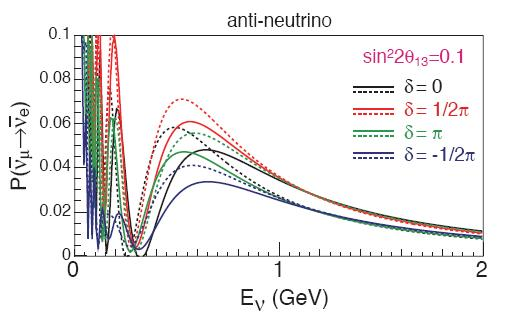 anti-neutrino
sin²2θ₁₃=0.1
δ= 0
δ= 1/2π
δ= π
δ= -1/2π
P(ν̅μ→ν̅e)
0.1
0.08
0.06
0.04
0.02
0
0 1 2
Eν (GeV)